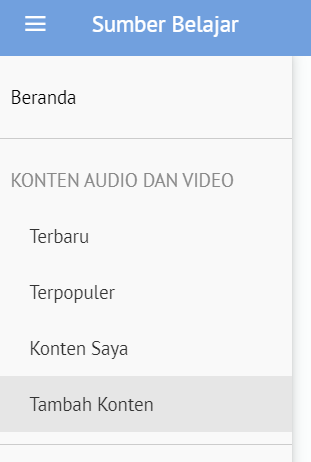 Sumber Belajar
Beranda
KONTEN AUDIO DAN VIDEO
Terbaru
Terpopuler
Konten Saya
Tambah Konten